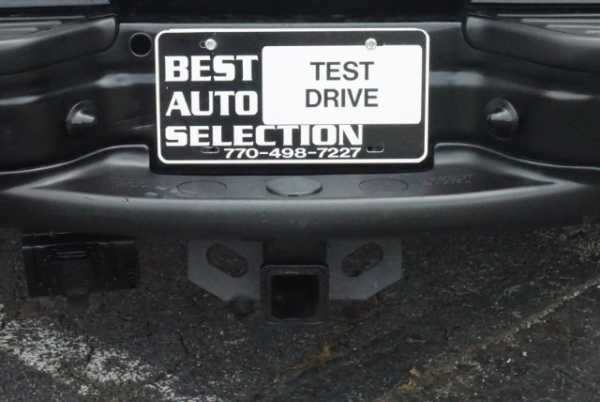 BEST
AUTO
SELECTION
770-498-7227
TEST
DRIVE